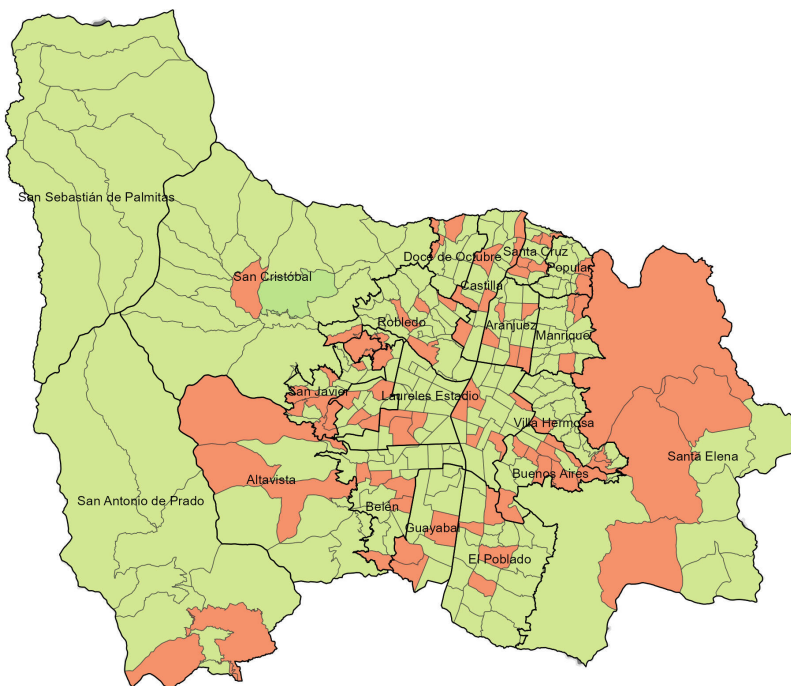 San Sebastián de Palmitas
Doce de Octubre
Santa Cruz
Popular
San Cristóbal
Castilla
Robledo
Aranjuez
Manrique
San Javier
Laureles Estadio
Villa Hermosa
Santa Elena
Buenos Aires
Altavista
San Antonio de Prado
Belén
Guayabal
El Poblado